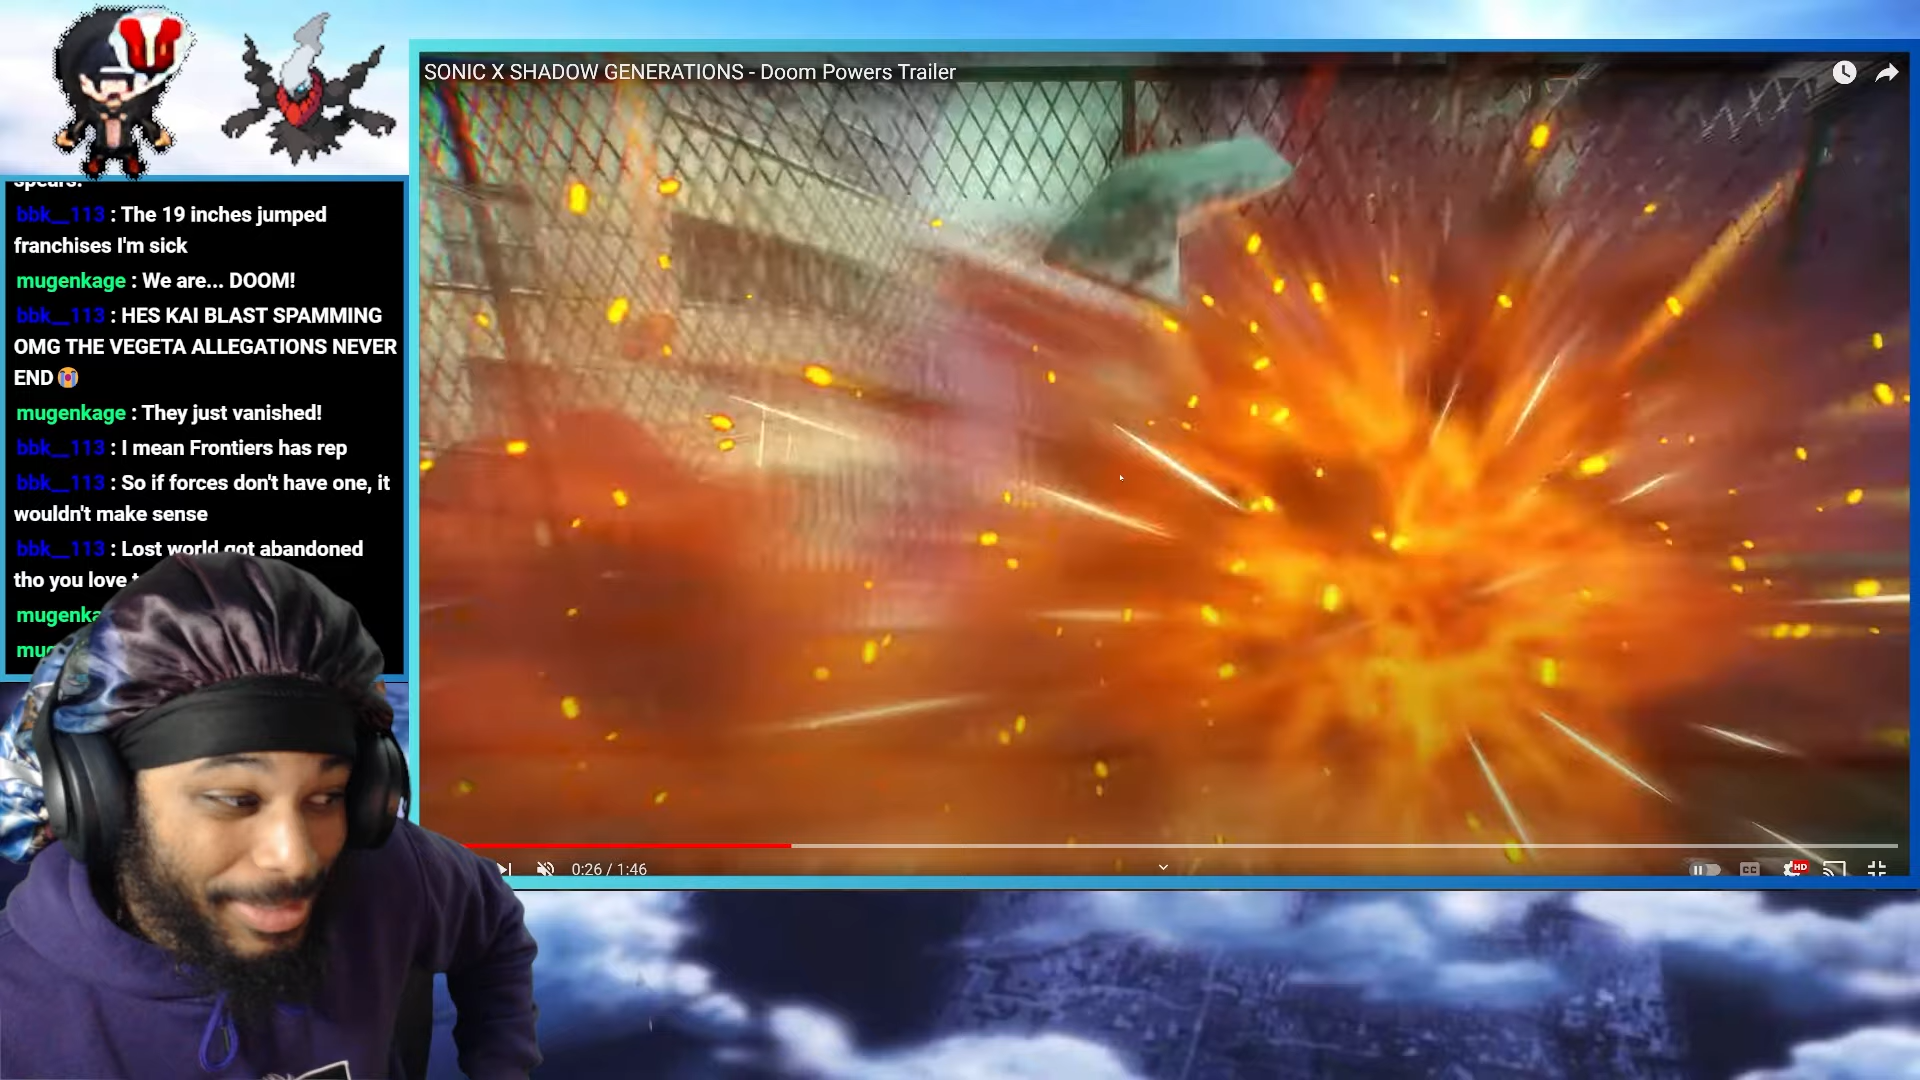 SONIC X SHADOW GENERATIONS - Doom Powers Trailer
spears!
bbk__113 : The 19 inches jumped
franchises I'm sick
mugenkage : We are... DOOM!
bbk__113 : HES KAI BLAST SPAMMING
OMG THE VEGETA ALLEGATIONS NEVER
END😭
mugenkage : They just vanished!
bbk__113 : I mean Frontiers has rep
bbk__113 : So if forces don't have one, it
wouldn't make sense
bbk__113 : Lost world got abandoned
tho you love
0:26 / 1:46
CC
HD